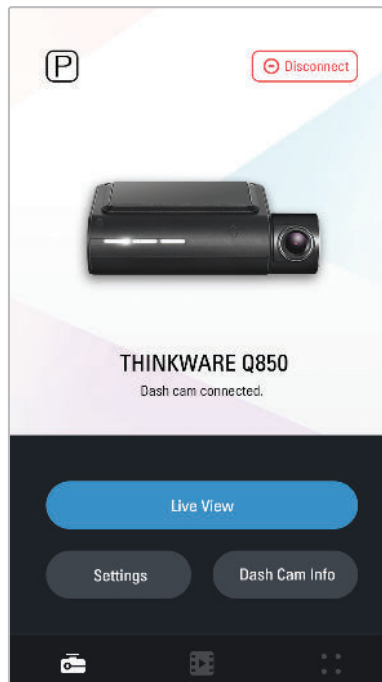 P
Disconnect
THINKWARE Q850
Dash cam connected.
Live View
Settings
Dash Cam Info